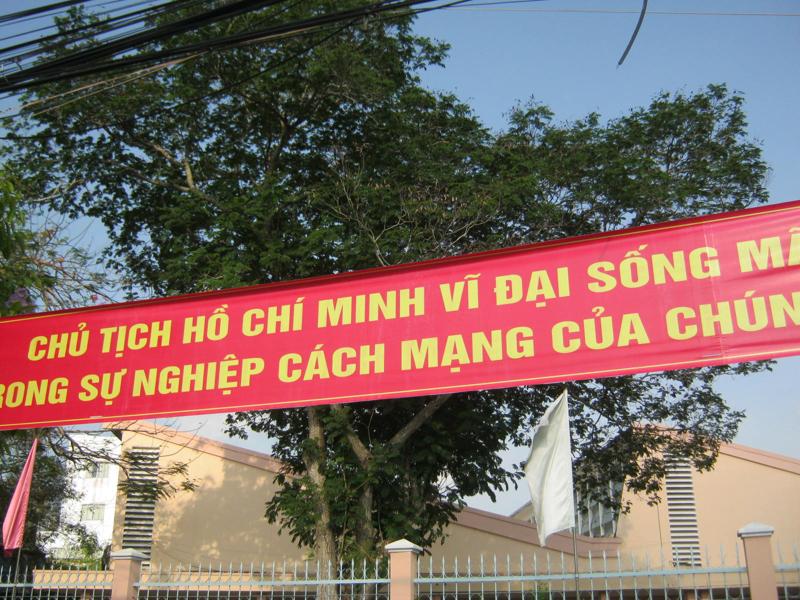 CHỦ TỊCH HỒ CHÍ MINH VĨ ĐẠI SỐNG MÃ
RONG SỰ NGHIỆP CÁCH MẠNG CỦA CHÚN